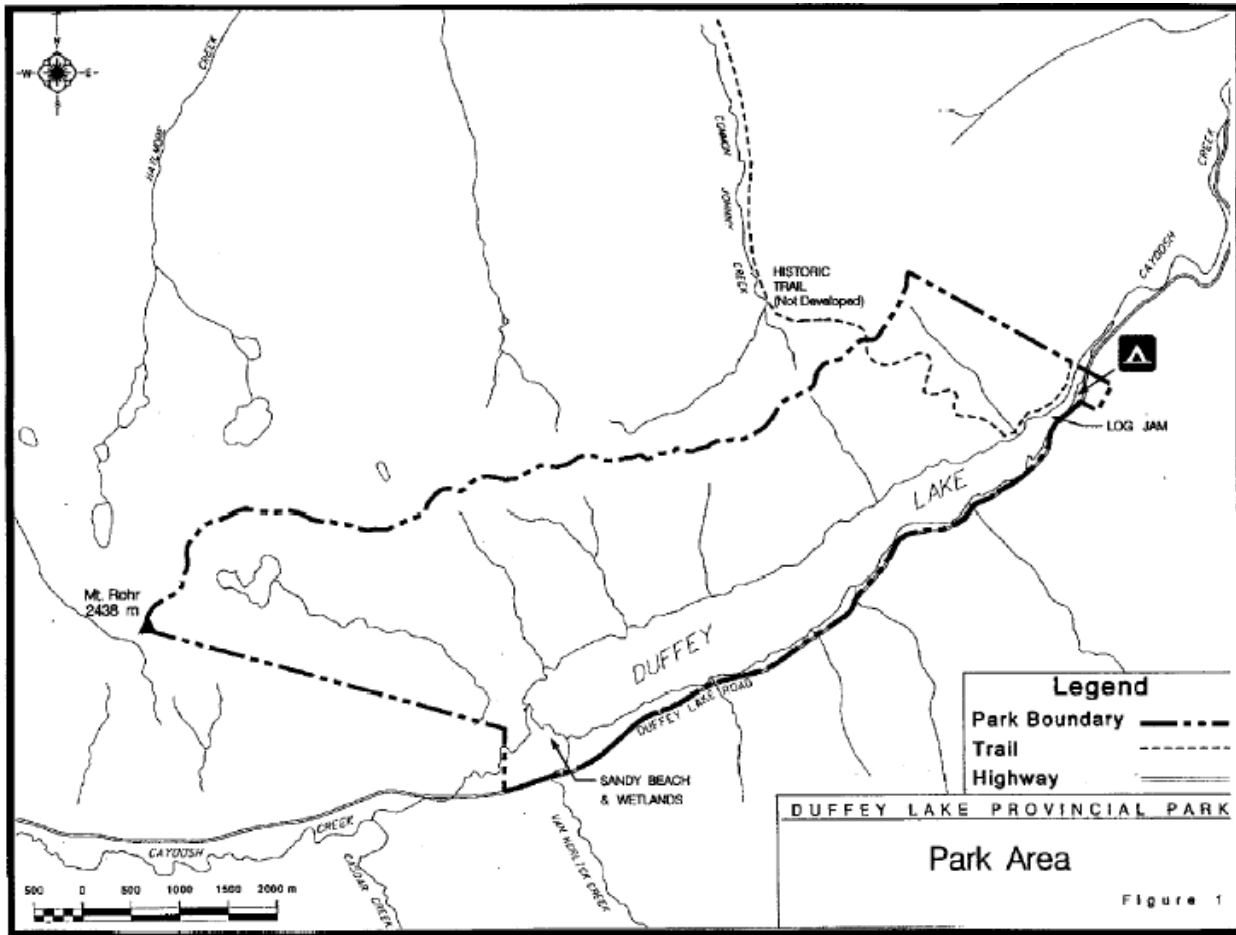 N
W
E
S
HAILMORE
CREEK
COMMON
JOHNNY
CREEK
CREEK
CAYOOSH
HISTORIC
TRAIL
(Not Developed)
LOG JAM
LAKE
DUFFEY
Mt. Rohr
2438 m
DUFFEY LAKE ROAD
SANDY BEACH
& WETLANDS
CAYOOSH
CREEK
CASGAR CREEK
VAN HORLICK CREEK
500 0 500 1000 1500 2000 m
Legend
Park Boundary
Trail
Highway
DUFFEY LAKE PROVINCIAL PARK
Park Area
Figure 1